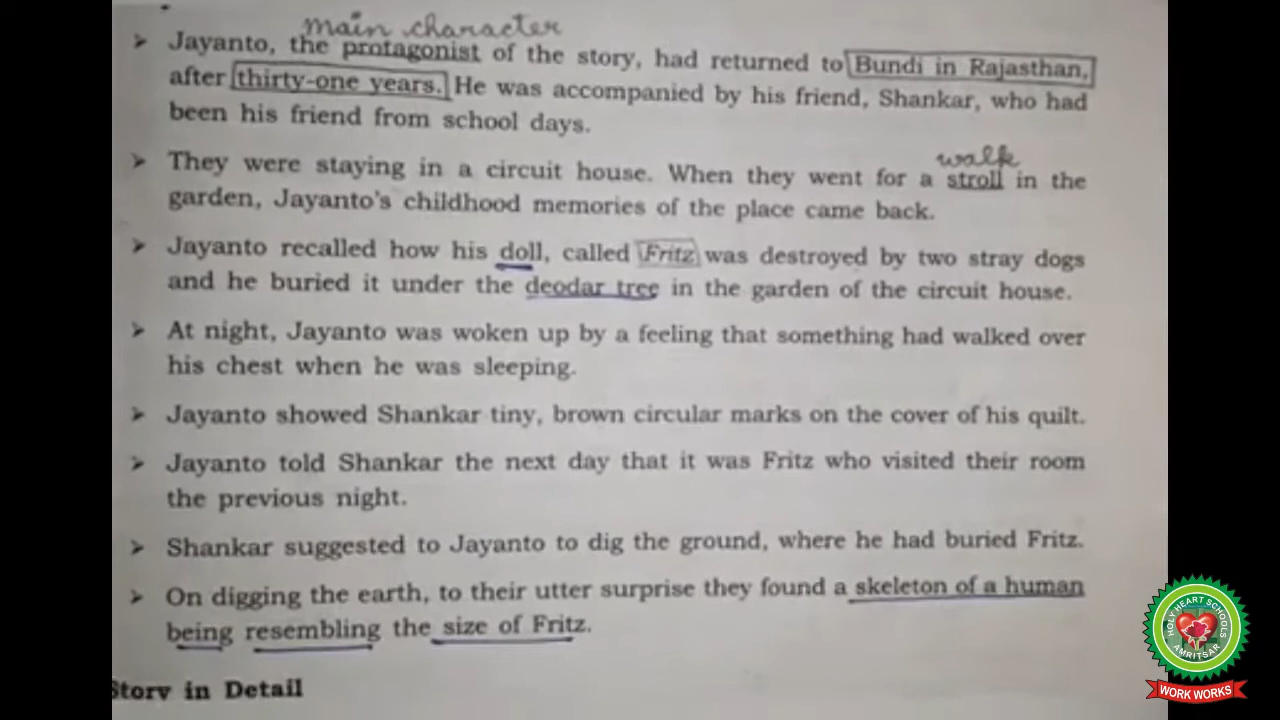 main character
➢ Jayanto, the protagonist of the story, had returned to Bundi in Rajasthan,
after thirty-one years. He was accompanied by his friend, Shankar, who had
been his friend from school days.
walk
➢ They were staying in a circuit house. When they went for a stroll in the
garden, Jayanto's childhood memories of the place came back.
➢ Jayanto recalled how his doll, called Fritz was destroyed by two stray dogs
and he buried it under the deodar tree in the garden of the circuit house.
➢ At night, Jayanto was woken up by a feeling that something had walked over
his chest when he was sleeping.
➢ Jayanto showed Shankar tiny, brown circular marks on the cover of his quilt.
➢ Jayanto told Shankar the next day that it was Fritz who visited their room
the previous night.
➢ Shankar suggested to Jayanto to dig the ground, where he had buried Fritz.
➢ On digging the earth, to their utter surprise they found a skeleton of a human
being resembling the size of Fritz.
Story in Detail
HOLY HEART SCHOOLS
AMRITSAR
WORK WORKS